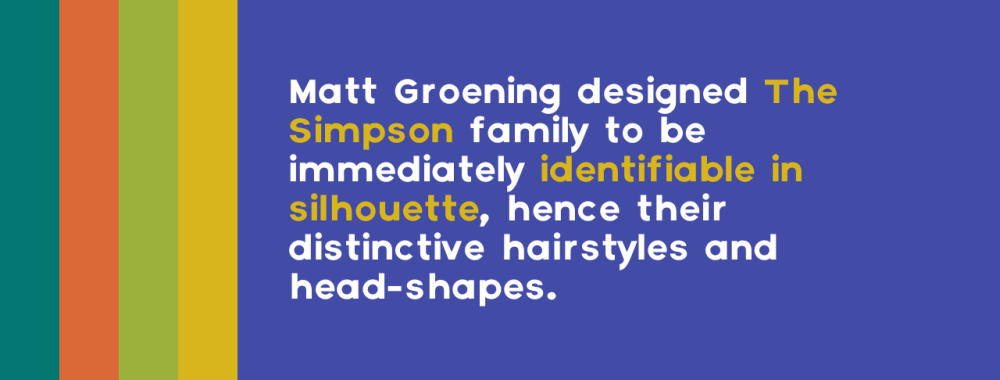 Matt Groening designed The
Simpson family to be
immediately identifiable in
silhouette, hence their
distinctive hairstyles and
head-shapes.